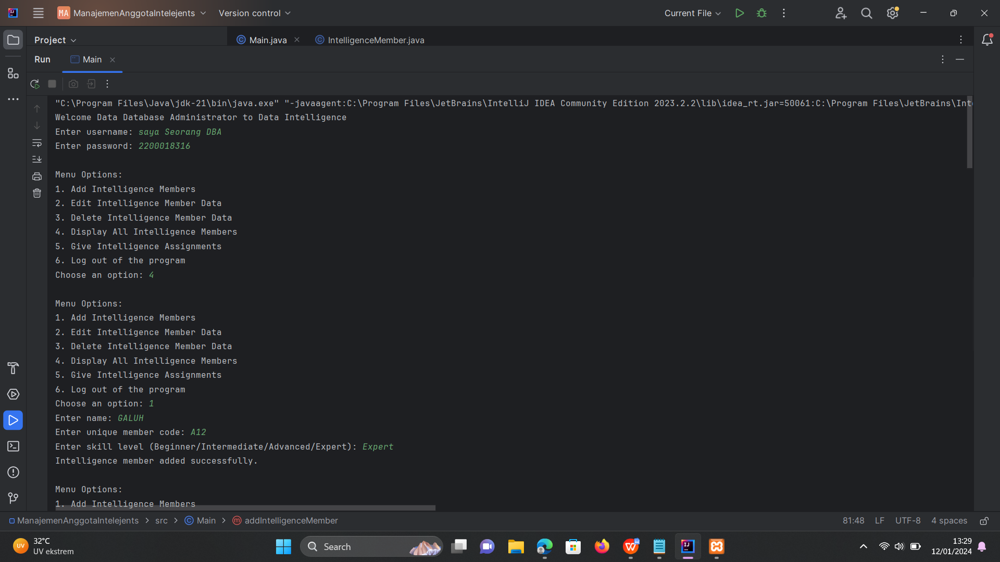 MA ManajemenAnggotaIntelejents Version control Current File
Project Main.java IntelligenceMember.java
Run Main
"C:\Program Files\Java\jdk-21\bin\java.exe" "-javaagent:C:\Program Files\JetBrains\IntelliJ IDEA Community Edition 2023.2.2\lib\idea_rt.jar=50061:C:\Program Files\JetBrains\Int
Welcome Data Database Administrator to Data Intelligence
Enter username: saya Seorang DBA
Enter password: 2200018316
Menu Options:
1. Add Intelligence Members
2. Edit Intelligence Member Data
3. Delete Intelligence Member Data
4. Display All Intelligence Members
5. Give Intelligence Assignments
6. Log out of the program
Choose an option: 4
Menu Options:
1. Add Intelligence Members
2. Edit Intelligence Member Data
3. Delete Intelligence Member Data
4. Display All Intelligence Members
5. Give Intelligence Assignments
6. Log out of the program
Choose an option: 1
Enter name: GALUH
Enter unique member code: A12
Enter skill level (Beginner/Intermediate/Advanced/Expert): Expert
Intelligence member added successfully.
Menu Options:
1. Add Intelligence Members
ManajemenAnggotaIntelejents > src > Main > addIntelligenceMember 81:48 LF UTF-8 4 spaces
UV 32°C
UV ekstrem
Search
13:29
12/01/2024